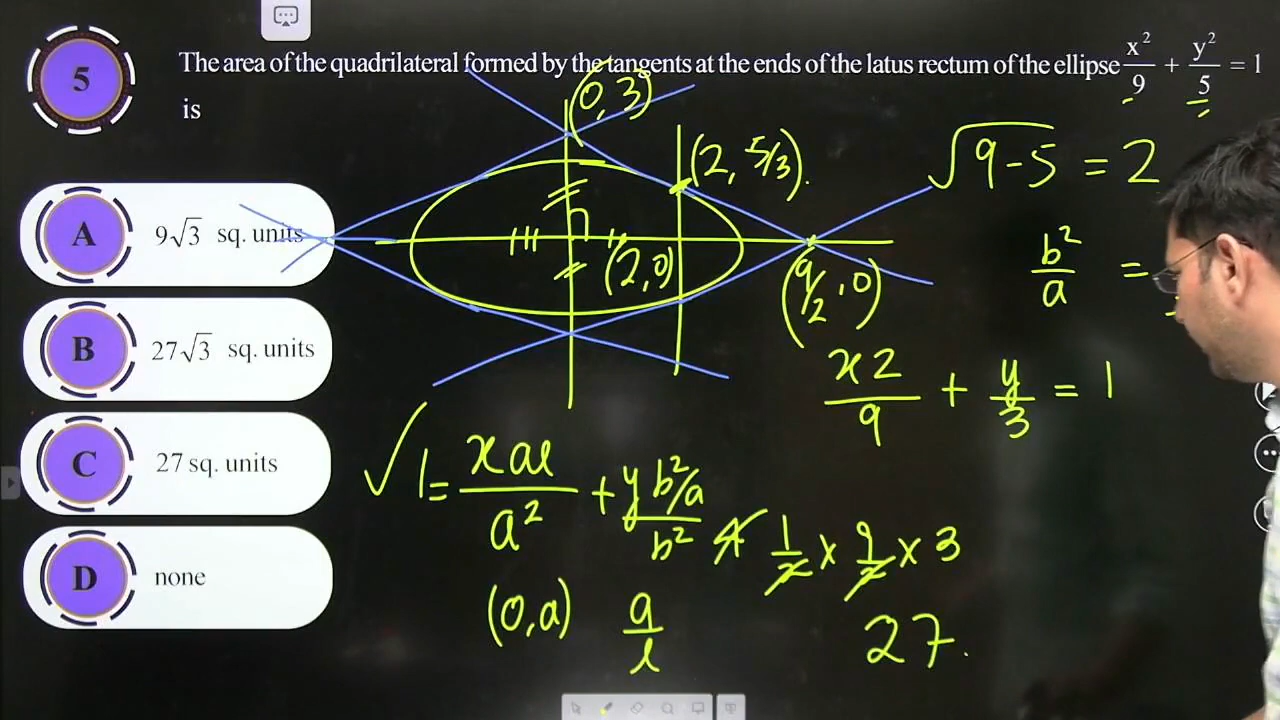 5
The area of the quadrilateral formed by the tangents at the ends of the latus rectum of the ellipse x²/9 + y²/5 = 1
is
(0, 3)
(2, 5/3).
√9-5 = 2
A 9√3 sq. units
(2,0)
(9/2, 0)
b²/a =
B 27√3 sq. units
x2/9 + y/3 = 1
C 27 sq. units
√ 1 = xae/a² + y b²/a/b²
4 1/2 × 9/2 × 3
D none
(0,a) a/e
27.